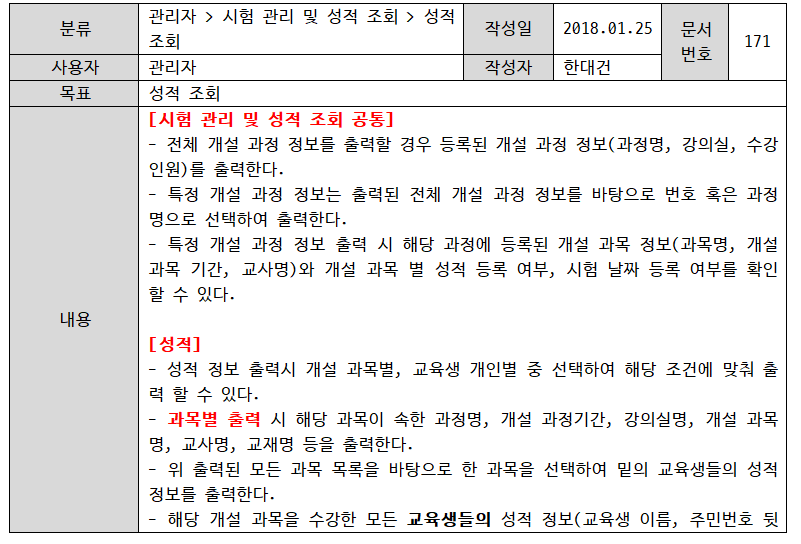 분류
관리자 > 시험 관리 및 성적 조회 > 성적
조회
작성일
2018.01.25
문서
번호
171
사용자
관리자
작성자
한대건
목표
성적 조회
내용
[시험 관리 및 성적 조회 공통]
- 전체 개설 과정 정보를 출력할 경우 등록된 개설 과정 정보(과정명, 강의실, 수강
인원)를 출력한다.
- 특정 개설 과정 정보는 출력된 전체 개설 과정 정보를 바탕으로 번호 혹은 과정
명으로 선택하여 출력한다.
- 특정 개설 과정 정보 출력 시 해당 과정에 등록된 개설 과목 정보(과목명, 개설
과목 기간, 교사명)와 개설 과목 별 성적 등록 여부, 시험 날짜 등록 여부를 확인
할 수 있다.
[성적]
- 성적 정보 출력시 개설 과목별, 교육생 개인별 중 선택하여 해당 조건에 맞춰 출
력 할 수 있다.
- 과목별 출력 시 해당 과목이 속한 과정명, 개설 과정기간, 강의실명, 개설 과목
명, 교사명, 교재명 등을 출력한다.
- 위 출력된 모든 과목 목록을 바탕으로 한 과목을 선택하여 밑의 교육생들의 성적
정보를 출력한다.
- 해당 개설 과목을 수강한 모든 교육생들의 성적 정보(교육생 이름, 주민번호 뒷